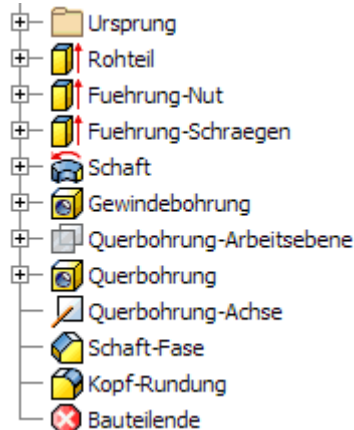 Ursprung
Rohteil
Fuehrung-Nut
Fuehrung-Schraegen
Schaft
Gewindebohrung
Querbohrung-Arbeitsebene
Querbohrung
Querbohrung-Achse
Schaft-Fase
Kopf-Rundung
Bauteilende